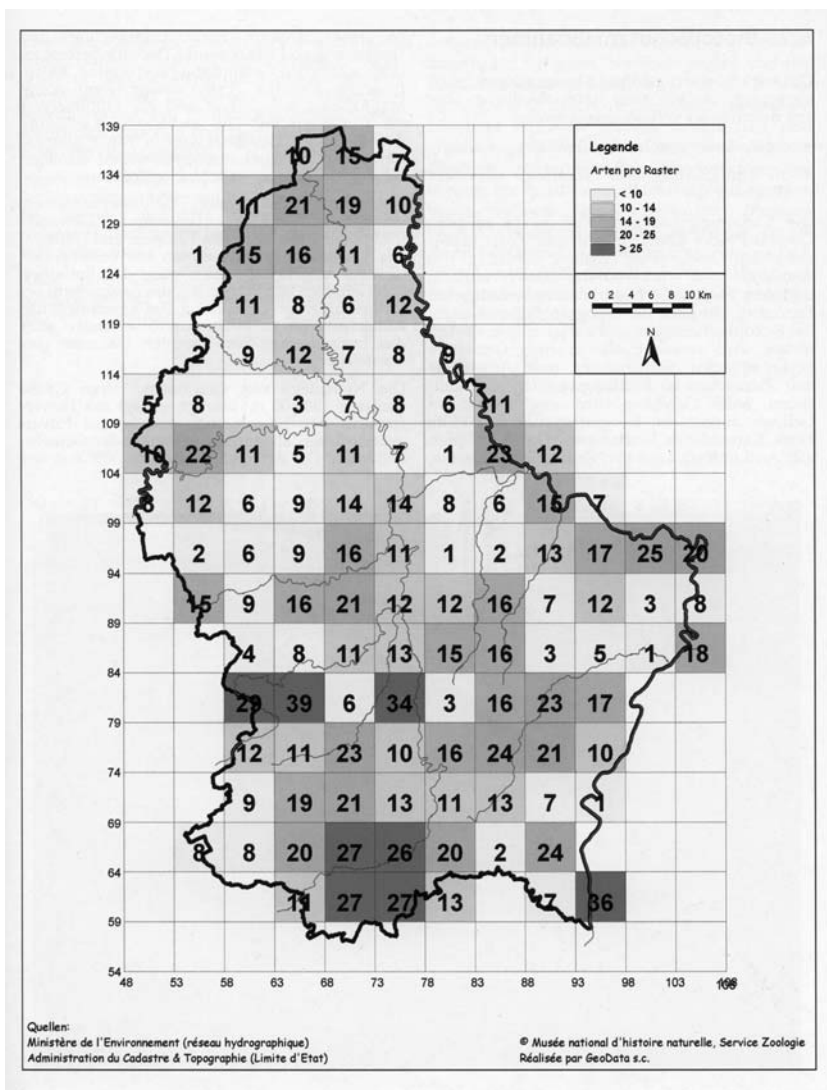 139
10 15 7
134
11 21 19 10
129
1 15 16 11 6
124
11 8 6 12
119
2 9 12 7 8 9
114
5 8 3 7 8 6 11
109
10 22 11 5 11 7 1 23 12
104
8 12 6 9 14 14 8 6 15 7
99
2 6 9 16 11 1 2 13 17 25 20
94
15 9 16 21 12 12 16 7 12 3 8
89
4 8 11 13 15 16 3 5 1 18
84
29 39 6 34 3 16 23 17
79
12 11 23 10 16 24 21 10
74
9 19 21 13 11 13 7 1
69
8 8 20 27 26 20 2 24
64
11 27 27 13 7 36
59
54
48 53 58 63 68 73 78 83 88 93 98 103 108
Legende
Arten pro Raster
< 10
10 - 14
14 - 19
20 - 25
> 25
0 2 4 6 8 10 Km
N
Quellen:
Ministère de l'Environnement (réseau hydrographique)
Administration du Cadastre & Topographie (Limite d'Etat)
© Musée national d'histoire naturelle, Service Zoologie
Réalisée par GeoData s.c.